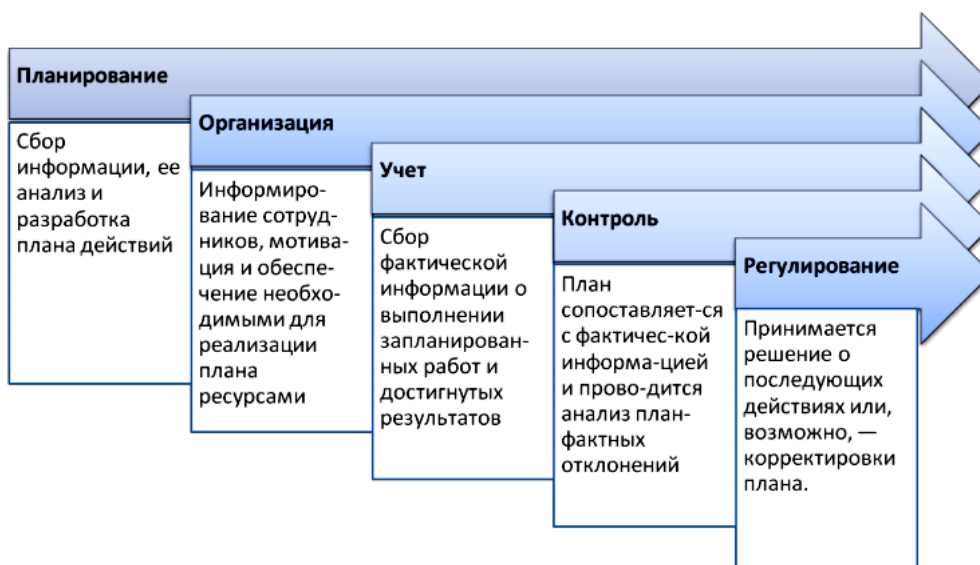 Планирование
Сбор
информации, ее
анализ и
разработка
плана действий
Организация
Информиро-
вание сотруд-
ников, мотива-
ция и обеспе-
чение необхо-
димыми для
реализации
плана
ресурсами
Учет
Сбор
фактической
информации о
выполнении
запланирован-
ных работ и
достигнутых
результатов
Контроль
План
сопоставляет-ся
с фактичес-кой
информа-цией
и прово-дится
анализ план-
фактных
отклонений
Регулирование
Принимается
решение о
последующих
действиях или,
возможно, —
корректировки
плана.